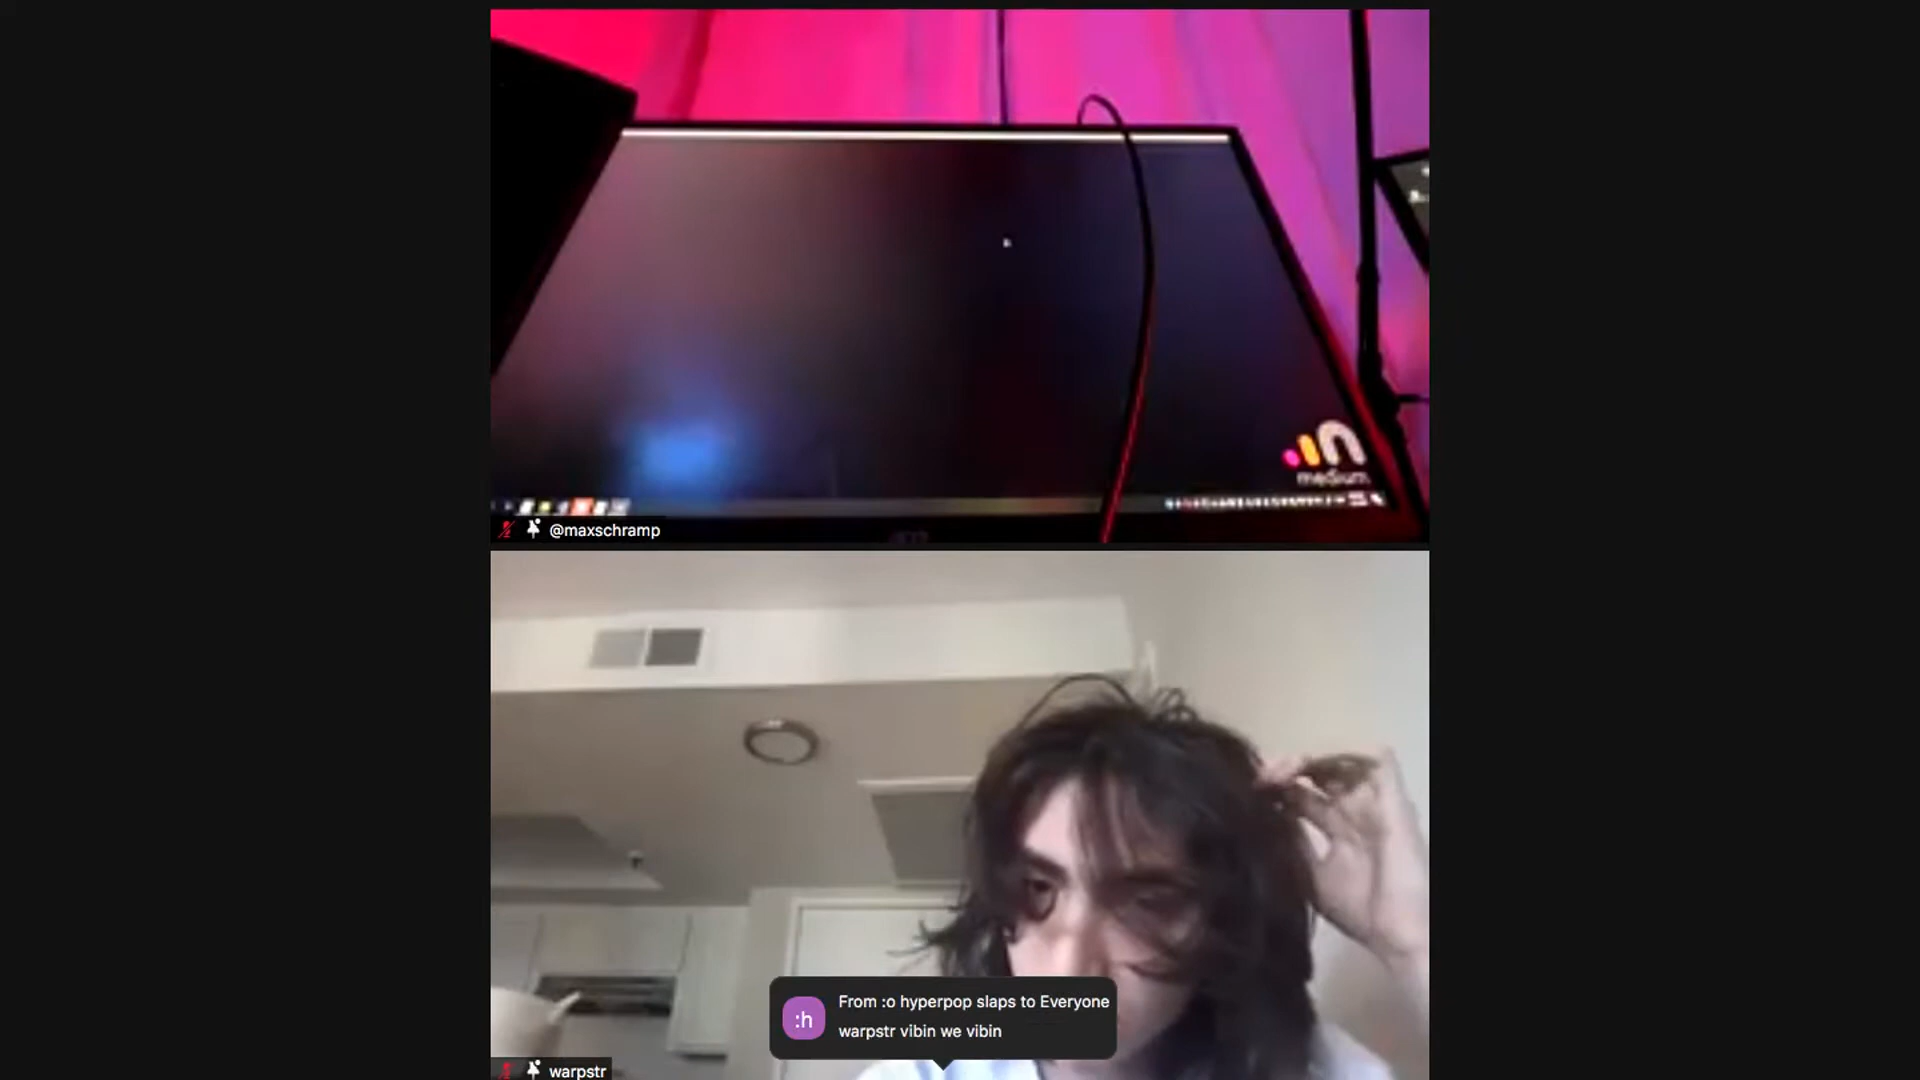 medium
@maxschramp
:h
From :o hyperpop slaps to Everyone
warpstr vibin we vibin
warpstr